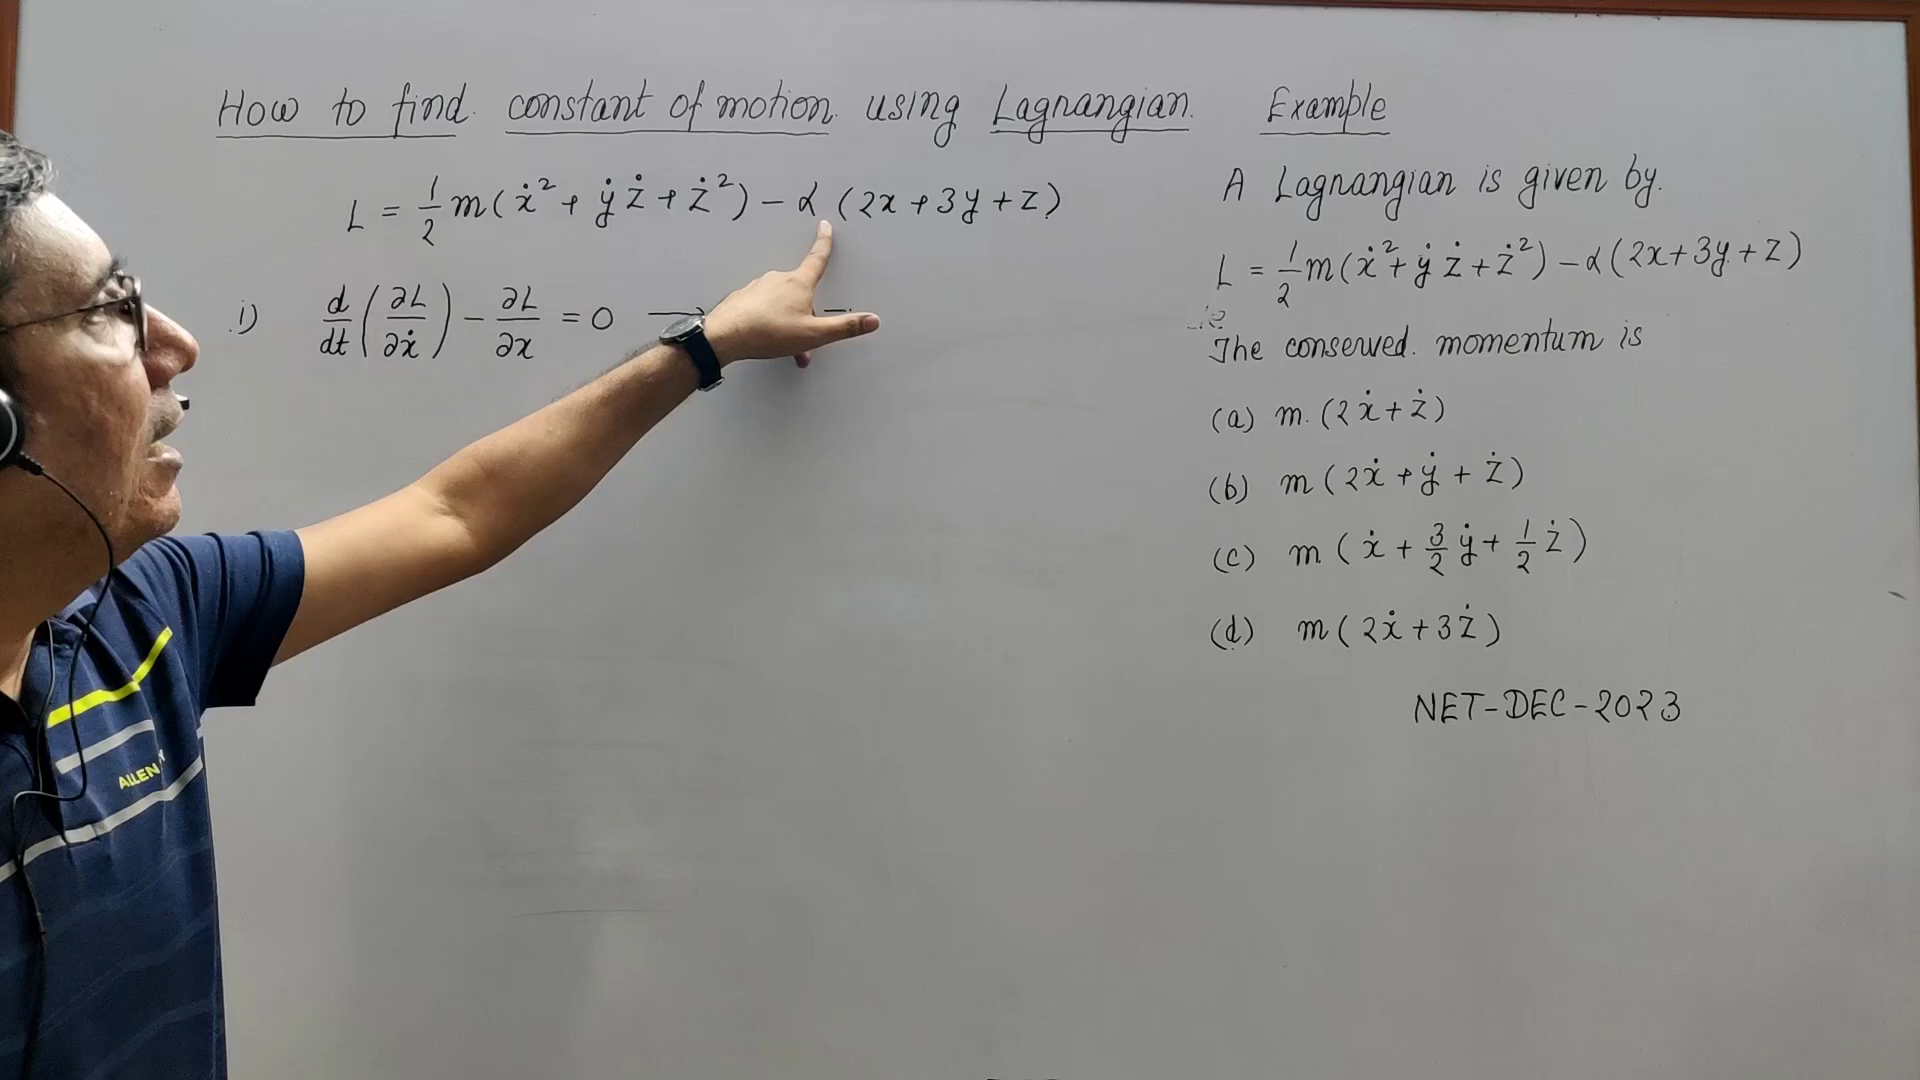 How to find constant of motion using Lagrangian. Example
L = 1/2 m(ẋ² + ẏ ż + ż²) – α (2x + 3y + z)
i) d/dt (∂L/∂ẋ) – ∂L/∂x = 0 →
A Lagrangian is given by.
L = 1/2 m(ẋ² + ẏ ż + ż²) – α (2x + 3y + z)
The conserved. momentum is
(a) m. (2ẋ + ż)
(b) m (2ẋ + ẏ + ż)
(c) m (ẋ + 3/2 ẏ + 1/2 ż)
(d) m (2ẋ + 3ż)
NET-DEC-2023
ALLEN